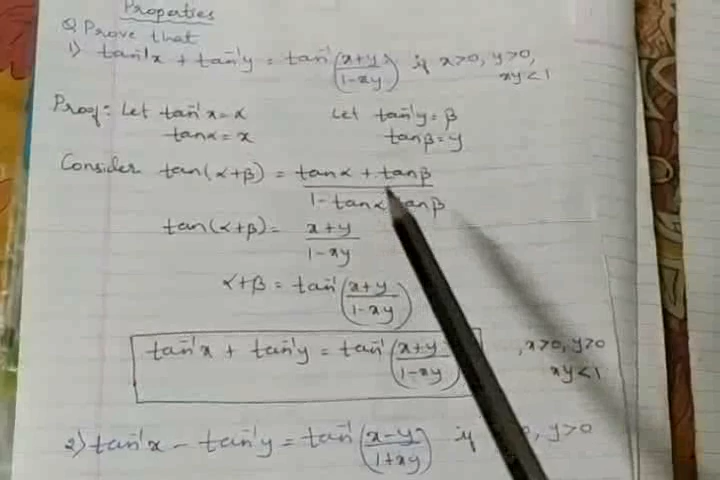 Properties
Q Prove that
1) tan⁻¹x + tan⁻¹y = tan⁻¹(x+y/1-xy) if x>0, y>0,
xy<1
Proof: Let tan⁻¹x = α Let tan⁻¹y = β
tanα = x tanβ = y
Consider tan(α+β) = tanα + tanβ
1 - tanα tanβ
tan(α+β) = x+y
1-xy
α+β = tan⁻¹(x+y/1-xy)
tan⁻¹x + tan⁻¹y = tan⁻¹(x+y/1-xy) , x>0, y>0
xy<1
2) tan⁻¹x - tan⁻¹y = tan⁻¹(x-y/1+xy) if 0, y>0